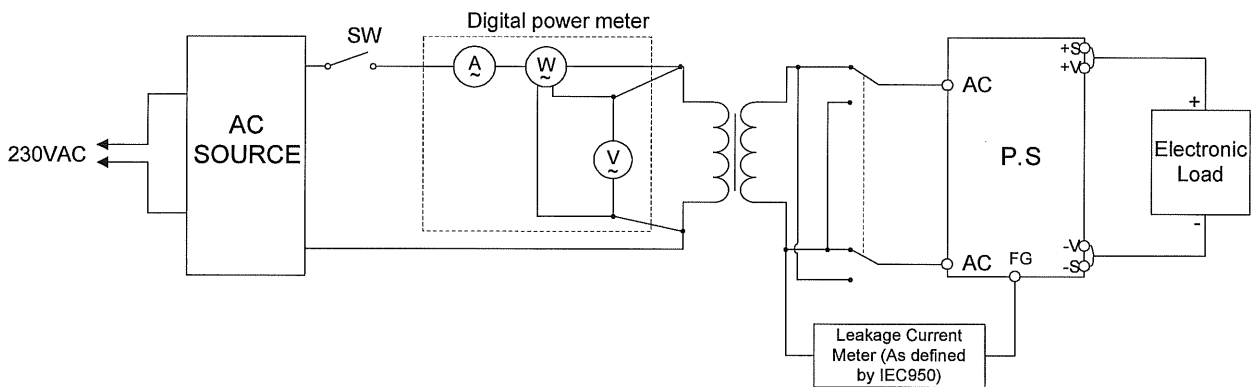 Digital power meter
SW
A
~
W
~
V
~
230VAC
AC
SOURCE
AC
AC
P.S
FG
+S
+V
-V
-S
+
-
Electronic
Load
Leakage Current
Meter (As defined
by IEC950)